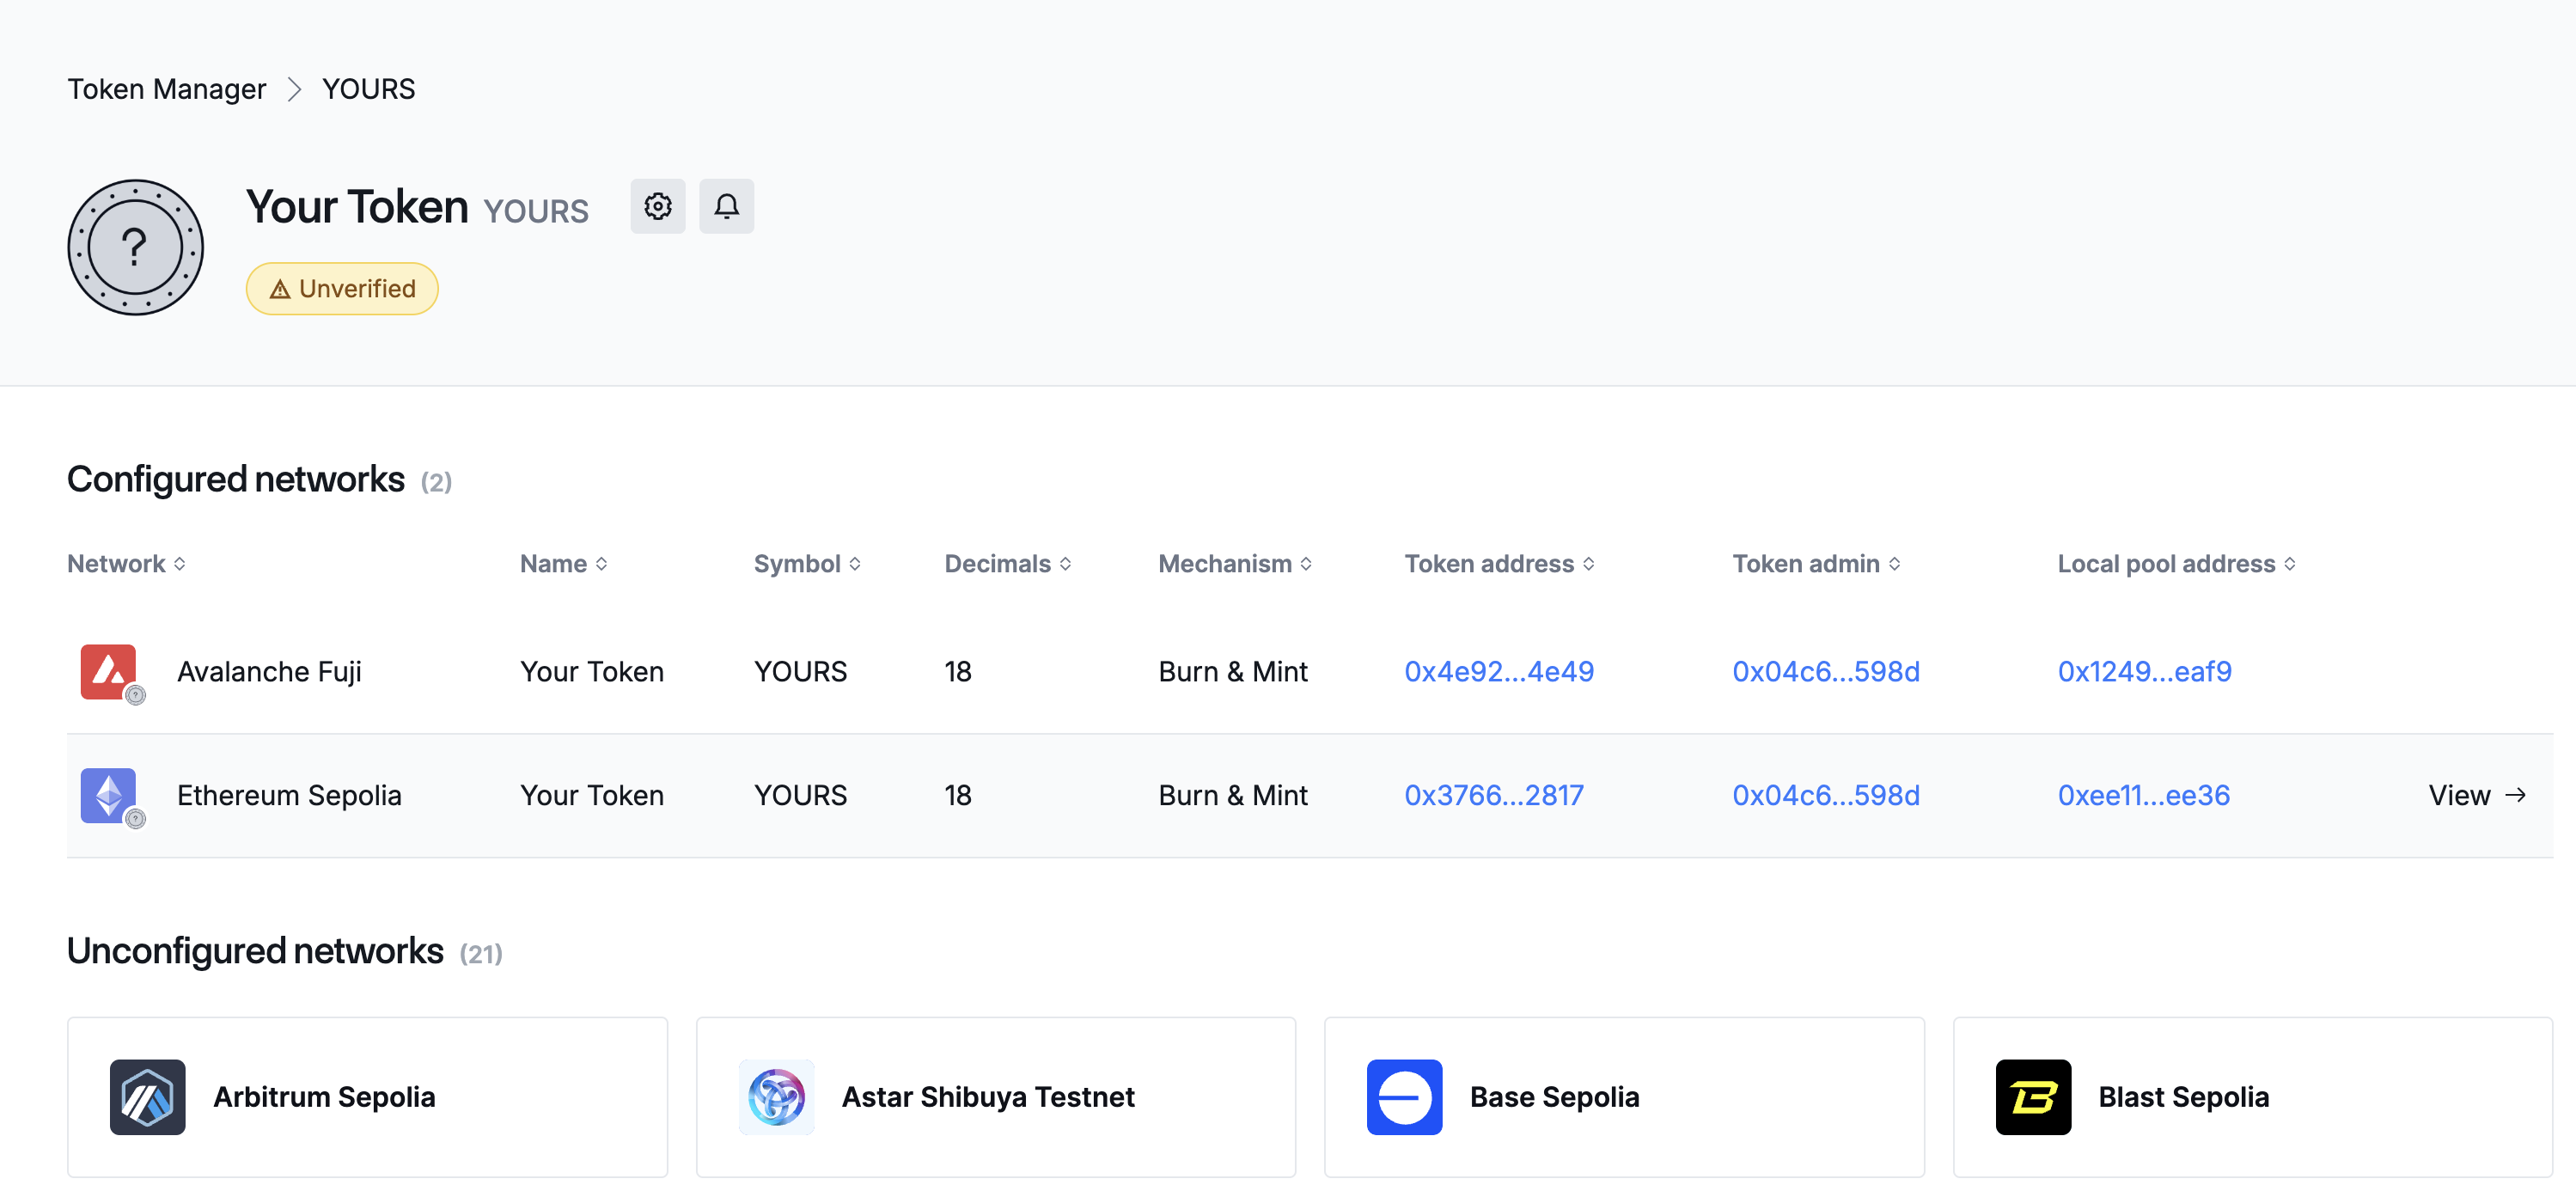 Token Manager > YOURS
Your Token YOURS
?
Unverified
Configured networks (2)
Network Name Symbol Decimals Mechanism Token address Token admin Local pool address
Avalanche Fuji Your Token YOURS 18 Burn & Mint 0x4e92...4e49 0x04c6...598d 0x1249...eaf9
Ethereum Sepolia Your Token YOURS 18 Burn & Mint 0x3766...2817 0x04c6...598d 0xee11...ee36 View →
Unconfigured networks (21)
Arbitrum Sepolia Astar Shibuya Testnet Base Sepolia Blast Sepolia